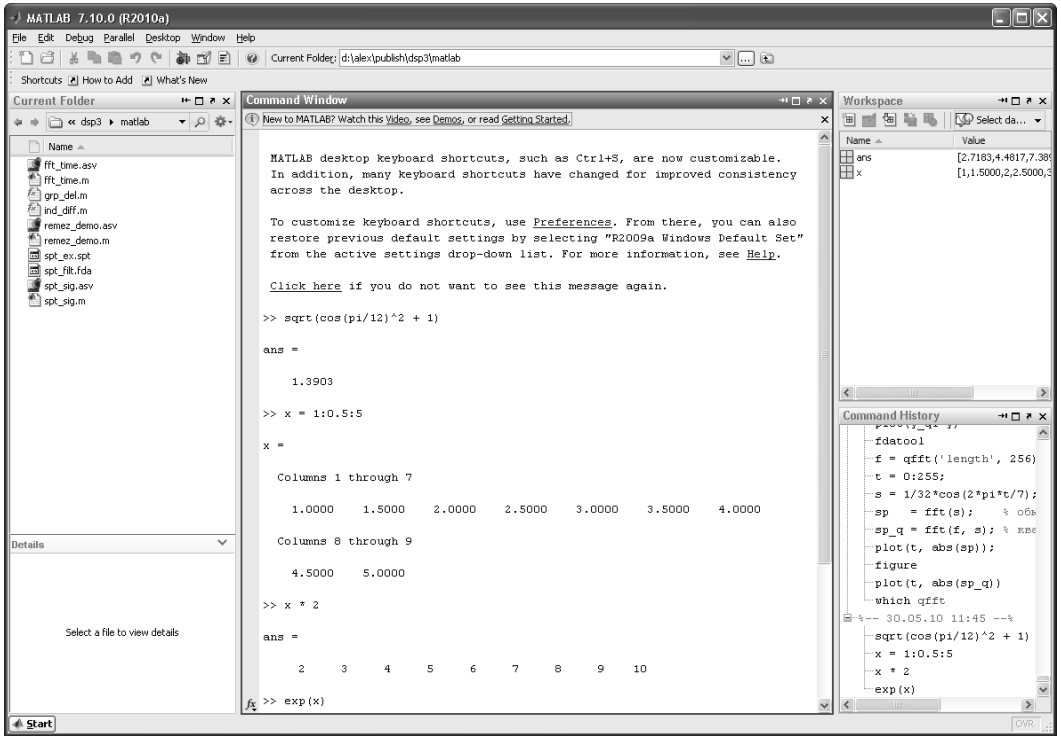 MATLAB 7.10.0 (R2010a)
File Edit Debug Parallel Desktop Window Help
Current Folder: d:\alex\publish\dsp3\matlab
Shortcuts How to Add What's New
Current Folder
« dsp3 matlab
Name
fft_time.asv
fft_time.m
grp_del.m
ind_diff.m
remez_demo.asv
remez_demo.m
spt_ex.spt
spt_filt.fda
spt_sig.asv
spt_sig.m
Details
Select a file to view details
Command Window
New to MATLAB? Watch this Video, see Demos, or read Getting Started.
MATLAB desktop keyboard shortcuts, such as Ctrl+S, are now customizable.
In addition, many keyboard shortcuts have changed for improved consistency
across the desktop.
To customize keyboard shortcuts, use Preferences. From there, you can also
restore previous default settings by selecting "R2009a Windows Default Set"
from the active settings drop-down list. For more information, see Help.
Click here if you do not want to see this message again.
>> sqrt(cos(pi/12)^2 + 1)
ans =
1.3903
>> x = 1:0.5:5
x =
Columns 1 through 7
1.0000 1.5000 2.0000 2.5000 3.0000 3.5000 4.0000
Columns 8 through 9
4.5000 5.0000
>> x * 2
ans =
2 3 4 5 6 7 8 9 10
fx >> exp(x)
Workspace
Select da...
Name Value
ans [2.7183,4.4817,7.389
x [1,1.5000,2,2.5000,3
Command History
fdatool
f = qfft('length', 256)
t = 0:255;
s = 1/32*cos(2*pi*t/7);
sp = fft(s); % обы
sp_q = fft(f, s); % ква
plot(t, abs(sp));
figure
plot(t, abs(sp_q))
which qfft
%-- 30.05.10 11:45 --%
sqrt(cos(pi/12)^2 + 1)
x = 1:0.5:5
x * 2
exp(x)
Start
OVR